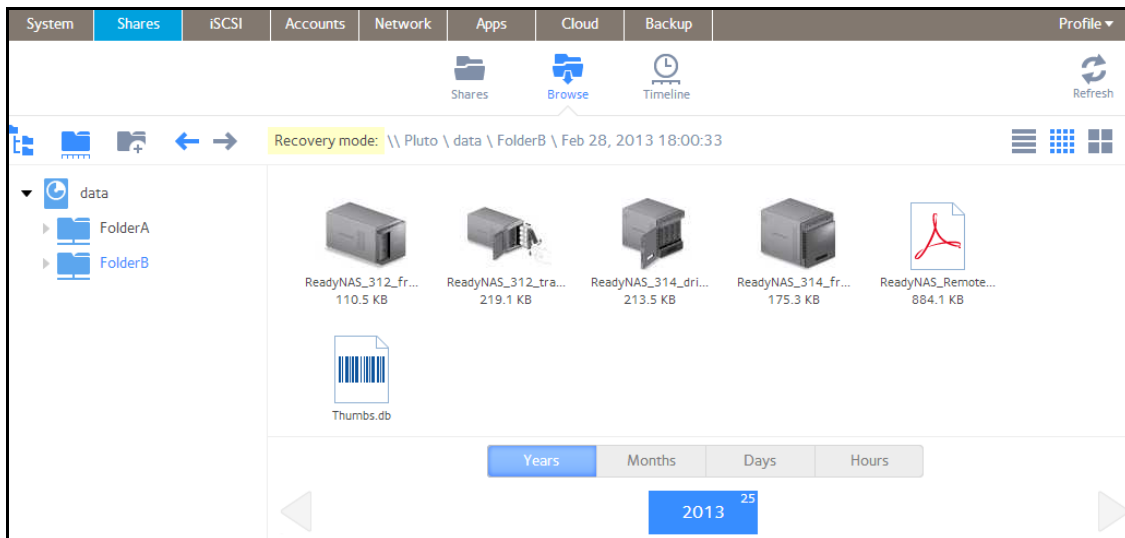 System Shares iSCSI Accounts Network Apps Cloud Backup Profile
Shares Browse Timeline Refresh
Recovery mode: \\ Pluto \ data \ FolderB \ Feb 28, 2013 18:00:33
data
FolderA
FolderB
ReadyNAS_312_fr... ReadyNAS_312_tra... ReadyNAS_314_dri... ReadyNAS_314_fr... ReadyNAS_Remote...
110.5 KB 219.1 KB 213.5 KB 175.3 KB 884.1 KB
Thumbs.db
Years Months Days Hours
2013 25